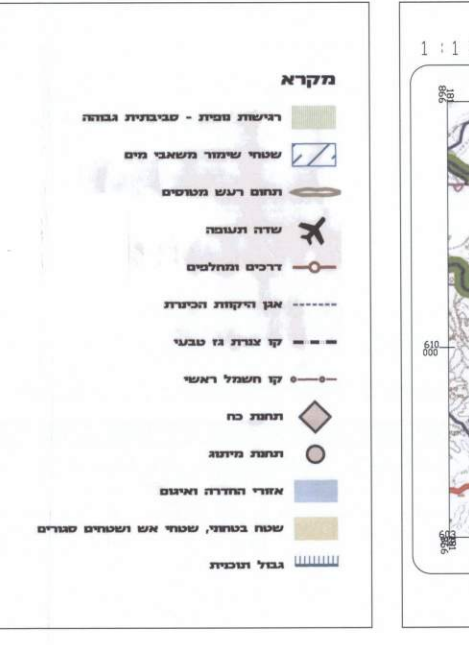 מקרא
רגישות נופית - סביבתית גבוהה
שטחי שימור משאבי מים
תחום רעש מטוסים
שדה תעופה
דרכים ומחלפים
אגן היקוות הכינרת
קו צנרת גז טבעי
קו חשמל ראשי
תחנת כח
תחנת מיתוג
אזורי החדרה ואיגום
שטח בטחוני, שטחי אש ושטחים סגורים
גבול תוכנית
1 : 1
610
000